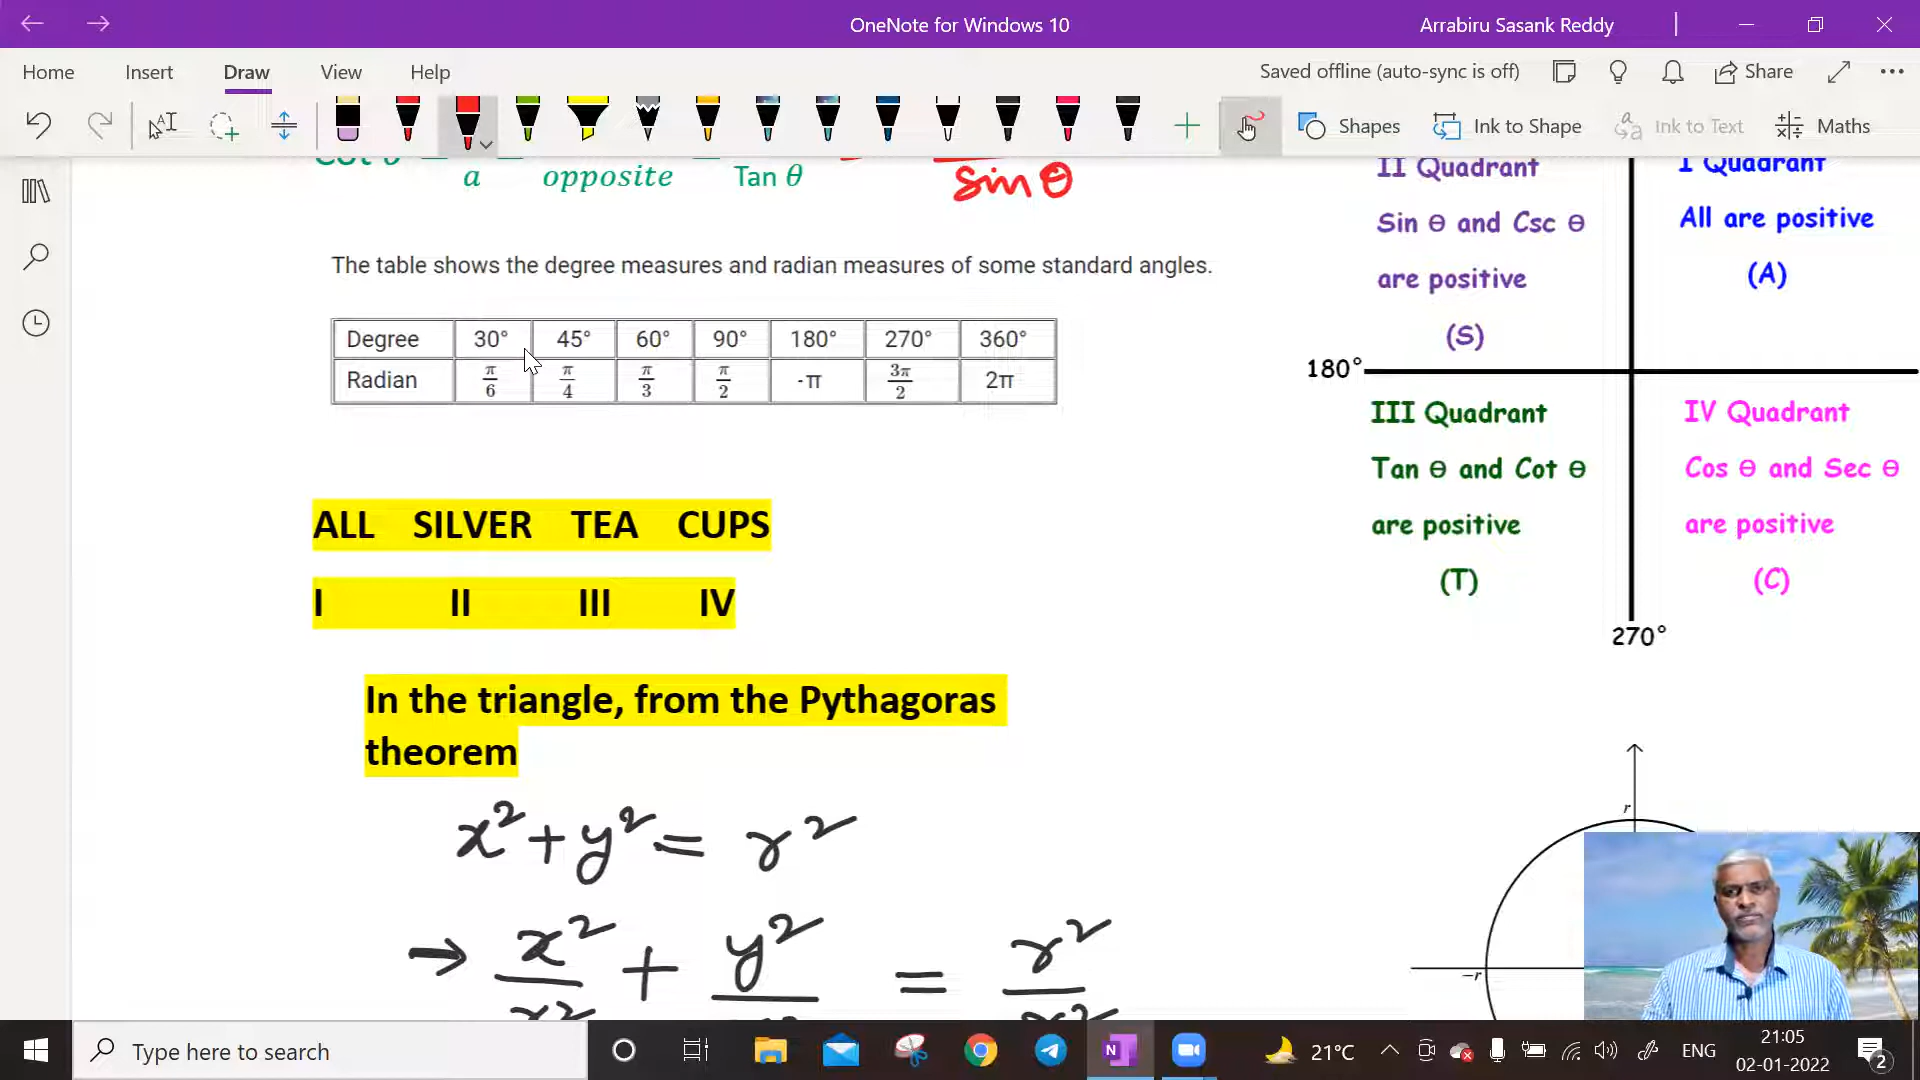 OneNote for Windows 10
Arrabiru Sasank Reddy
Home Insert Draw View Help
Saved offline (auto-sync is off) Share
Shapes Ink to Shape Ink to Text Maths
Cot θ = = =
a opposite Tan θ sin θ
The table shows the degree measures and radian measures of some standard angles.
Degree 30° 45° 60° 90° 180° 270° 360°
Radian π/6 π/4 π/3 π/2 -π 3π/2 2π
ALL SILVER TEA CUPS
I II III IV
In the triangle, from the Pythagoras
theorem
x² + y² = r²
→ x² + y² = r²
II Quadrant
Sin θ and Csc θ
are positive
(S)
I Quadrant
All are positive
(A)
180°
III Quadrant
Tan θ and Cot θ
are positive
(T)
IV Quadrant
Cos θ and Sec θ
are positive
(C)
270°
r
-r
Type here to search
21°C
ENG
21:05
02-01-2022
2